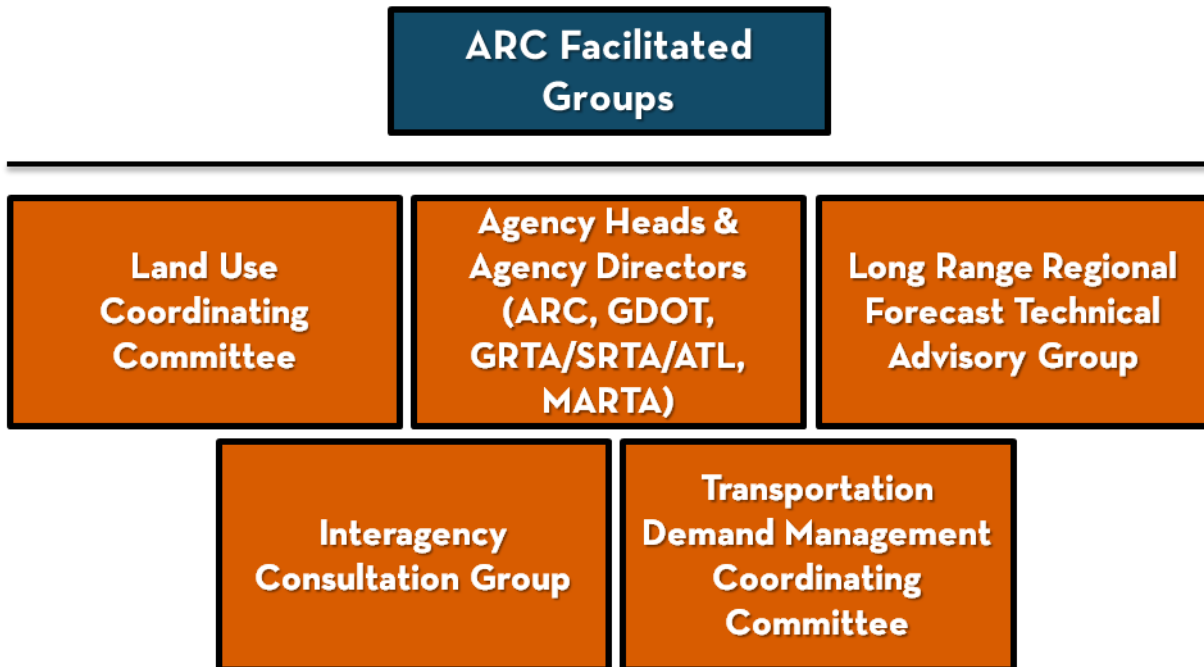 ARC Facilitated
Groups
Land Use
Coordinating
Committee
Agency Heads &
Agency Directors
(ARC, GDOT,
GRTA/SRTA/ATL,
MARTA)
Long Range Regional
Forecast Technical
Advisory Group
Interagency
Consultation Group
Transportation
Demand Management
Coordinating
Committee